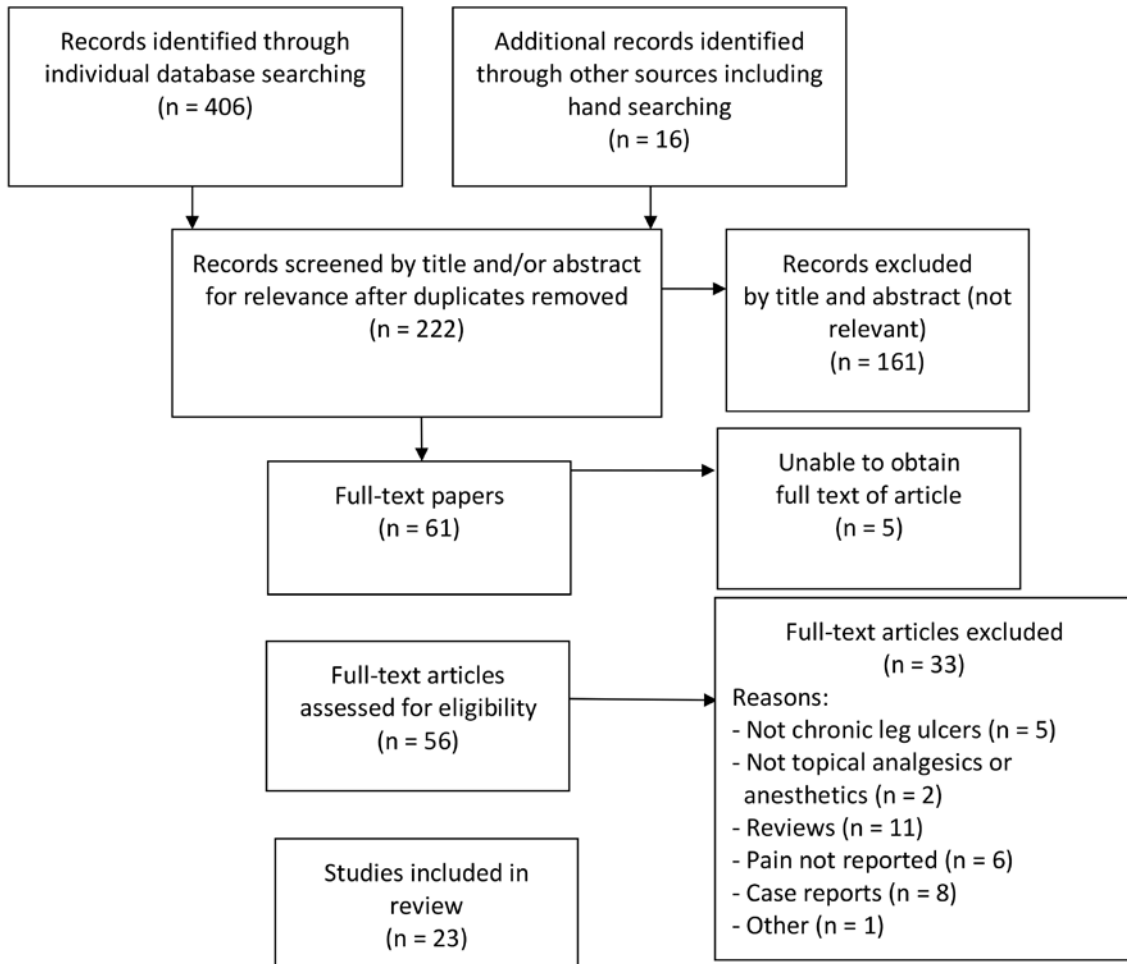 Records identified through
individual database searching
(n = 406)
Additional records identified
through other sources including
hand searching
(n = 16)
Records screened by title and/or abstract
for relevance after duplicates removed
(n = 222)
Records excluded
by title and abstract (not
relevant)
(n = 161)
Full-text papers
(n = 61)
Unable to obtain
full text of article
(n = 5)
Full-text articles
assessed for eligibility
(n = 56)
Full-text articles excluded
(n = 33)
Reasons:
- Not chronic leg ulcers (n = 5)
- Not topical analgesics or
anesthetics (n = 2)
- Reviews (n = 11)
- Pain not reported (n = 6)
- Case reports (n = 8)
- Other (n = 1)
Studies included in
review
(n = 23)